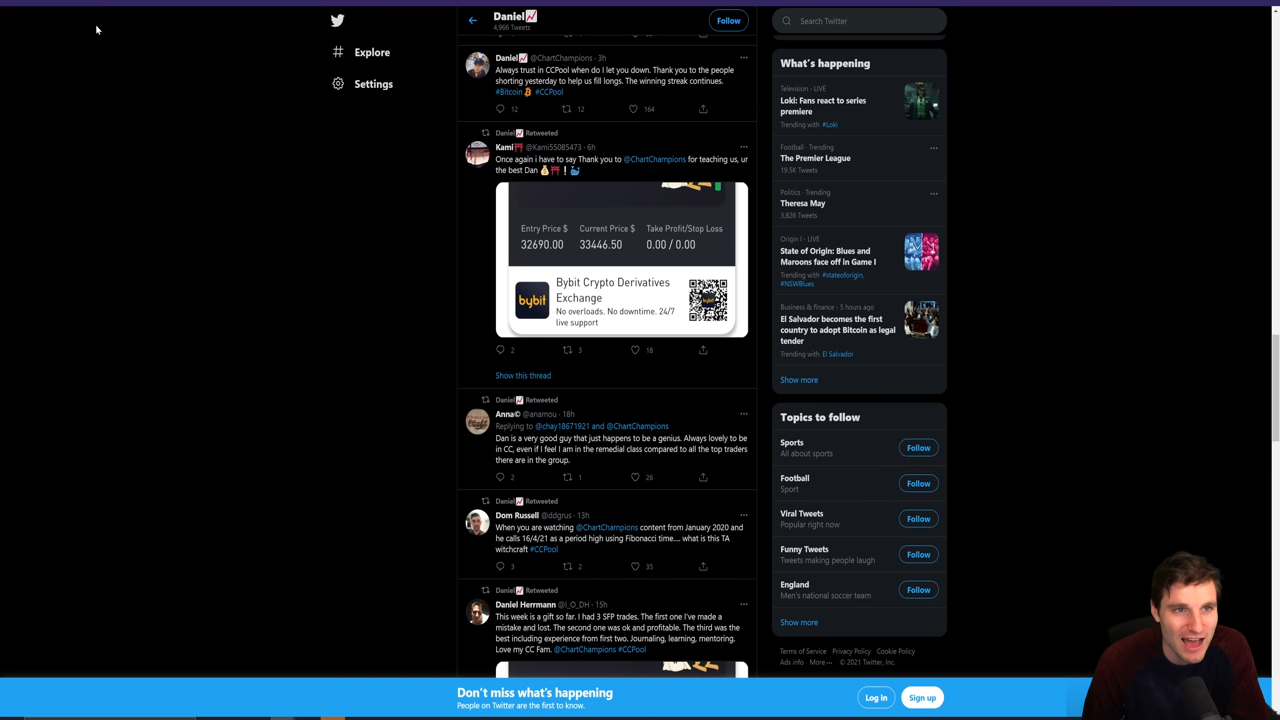 Explore
Settings
Daniel📈
4,966 Tweets
Follow
Daniel📈 @ChartChampions · 3h
Always trust in CCPool when do I let you down. Thank you to the people
shorting yesterday to help us fill longs. The winning streak continues.
#Bitcoin #CCPool
12 12 164
Daniel📈 Retweeted
Kami⛩️ @Kami55085473 · 6h
Once again i have to say Thank you to @ChartChampions for teaching us, ur
the best Dan 💰⛩️❗🐳
Entry Price $ Current Price $ Take Profit/Stop Loss
32690.00 33446.50 0.00 / 0.00
BYBIT
Bybit Crypto Derivatives
Exchange
No overloads. No downtime. 24/7
live support
2 3 18
Show this thread
Daniel📈 Retweeted
Anna© @anamou · 18h
Replying to @chay18671921 and @ChartChampions
Dan is a very good guy that just happens to be a genius. Always lovely to be
in CC, even if I feel I am in the remedial class compared to all the top traders
there are in the group.
2 1 26
Daniel📈 Retweeted
Dom Russell @ddgrus · 13h
When you are watching @ChartChampions content from January 2020 and
he calls 16/4/21 as a period high using Fibonacci time.... what is this TA
witchcraft #CCPool
3 2 35
Daniel📈 Retweeted
Daniel Herrmann @I_O_DH · 15h
This week is a gift so far. I had 3 SFP trades. The first one I've made a
mistake and lost. The second one was ok and profitable. The third was the
best including experience from first two. Journaling, learning, mentoring.
Love my CC Fam. @ChartChampions #CCPool
Search Twitter
What's happening
Television · LIVE
Loki: Fans react to series
premiere
Trending with #Loki
Football · Trending
The Premier League
19.5K Tweets
Politics · Trending
Theresa May
3,826 Tweets
Origin I · LIVE
State of Origin: Blues and
Maroons face off in Game I
Trending with #stateoforigin,
#NSWBlues
Business & finance · 5 hours ago
El Salvador becomes the first
country to adopt Bitcoin as legal
tender
Trending with El Salvador
Show more
Topics to follow
Sports
All about sports
Follow
Football
Sport
Follow
Viral Tweets
Popular right now
Follow
Funny Tweets
Tweets making people laugh
Follow
England
Men's national soccer team
Follow
Show more
Terms of Service Privacy Policy Cookie Policy
Ads info More ··· © 2021 Twitter, Inc.
Don't miss what's happening
People on Twitter are the first to know.
Log in
Sign up